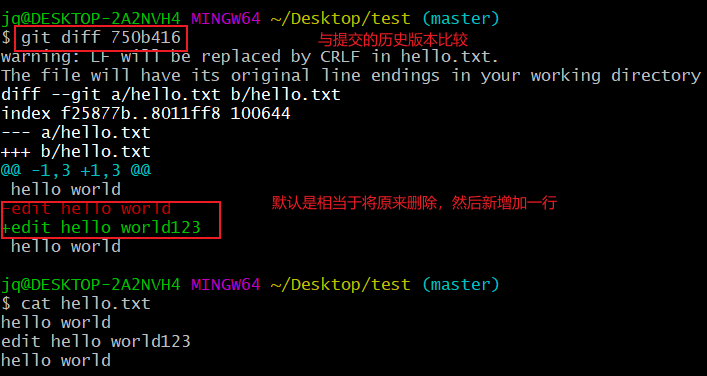 jq@DESKTOP-2A2NVH4 MINGW64 ~/Desktop/test (master)
$ git diff 750b416 与提交的历史版本比较
warning: LF will be replaced by CRLF in hello.txt.
The file will have its original line endings in your working directory
diff --git a/hello.txt b/hello.txt
index f25877b..8011ff8 100644
--- a/hello.txt
+++ b/hello.txt
@@ -1,3 +1,3 @@
 hello world
-edit hello world 默认是相当于将原来删除，然后新增加一行
+edit hello world123
 hello world
jq@DESKTOP-2A2NVH4 MINGW64 ~/Desktop/test (master)
$ cat hello.txt
hello world
edit hello world123
hello world